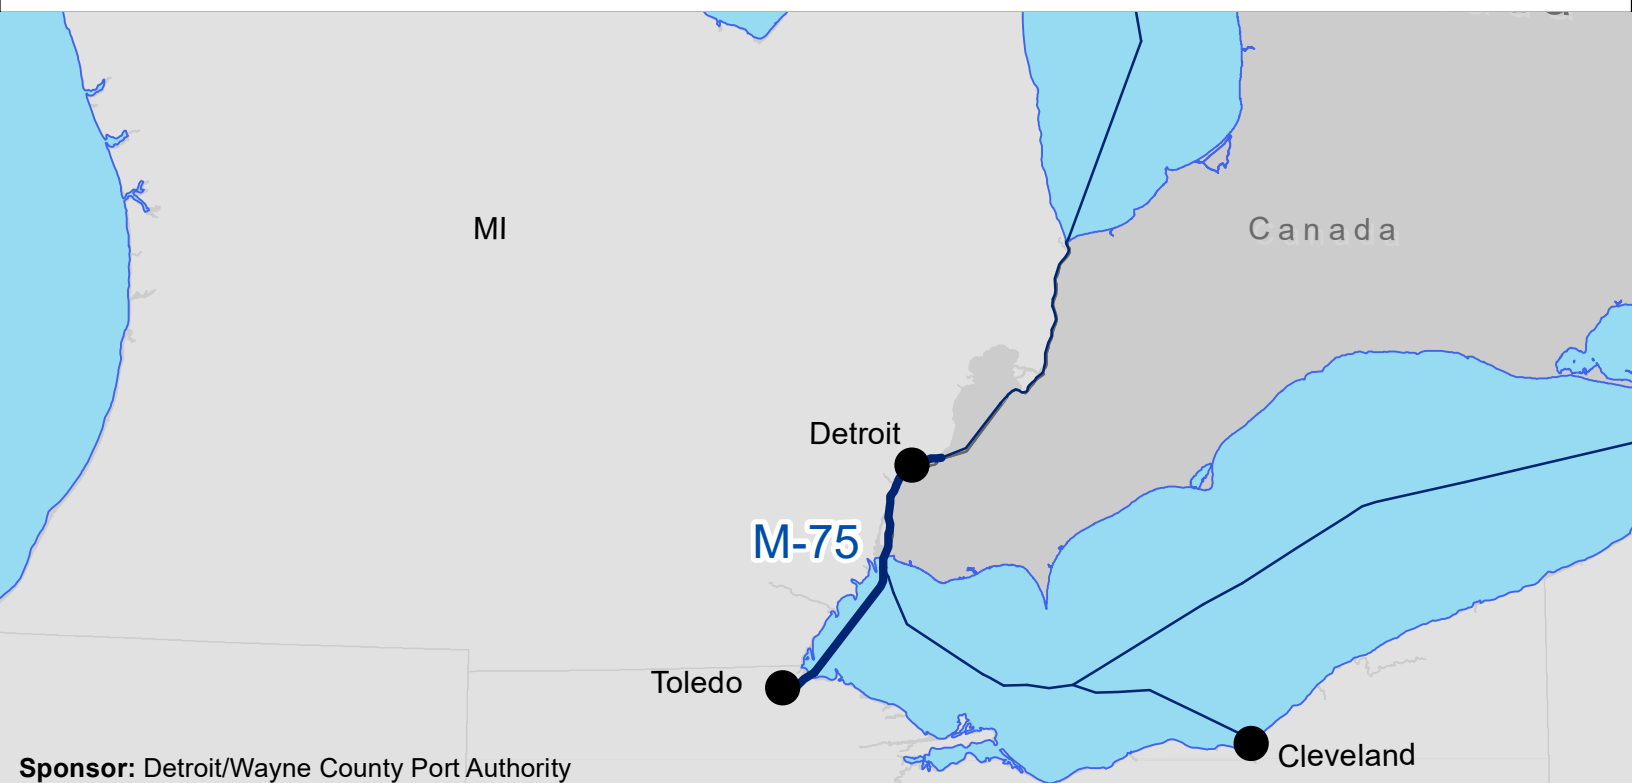 MI
Canada
Detroit
M-75
Toledo
Cleveland
Sponsor: Detroit/Wayne County Port Authority